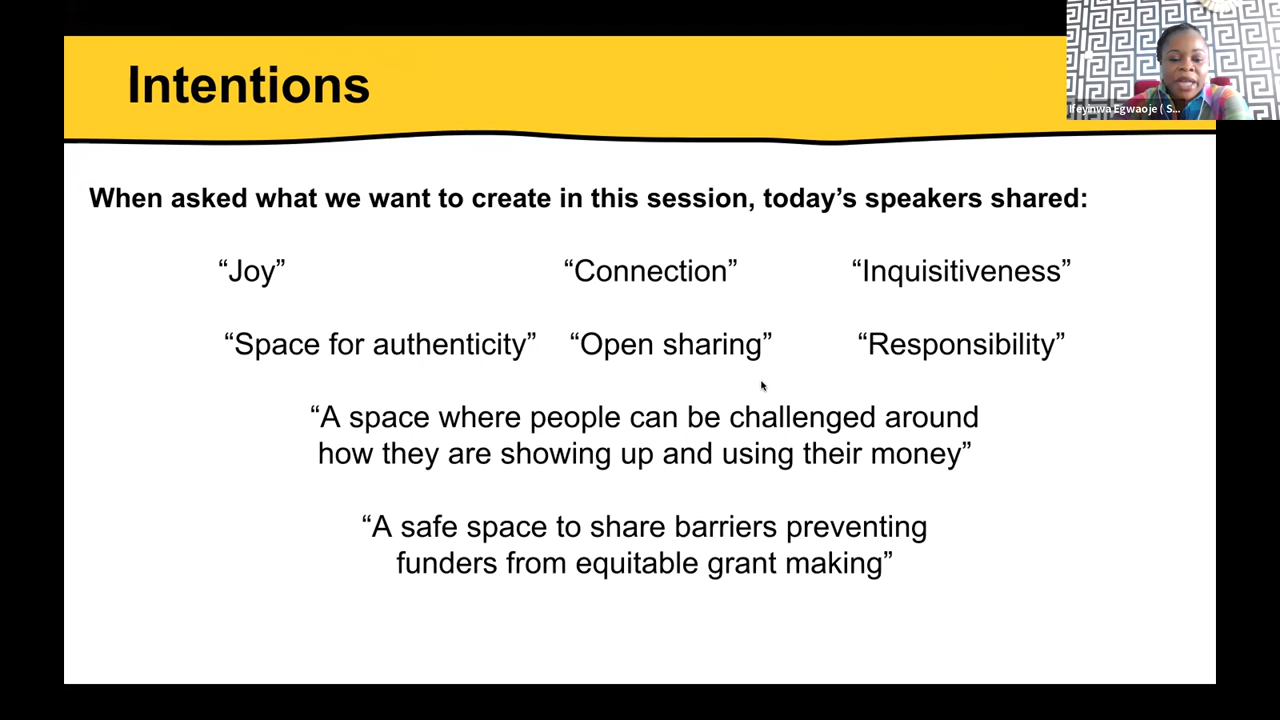 Intentions
Ifeyinwa Egwaoje ( S...
When asked what we want to create in this session, today’s speakers shared:
“Joy” “Connection” “Inquisitiveness”
“Space for authenticity” “Open sharing” “Responsibility”
“A space where people can be challenged around
how they are showing up and using their money”
“A safe space to share barriers preventing
funders from equitable grant making”